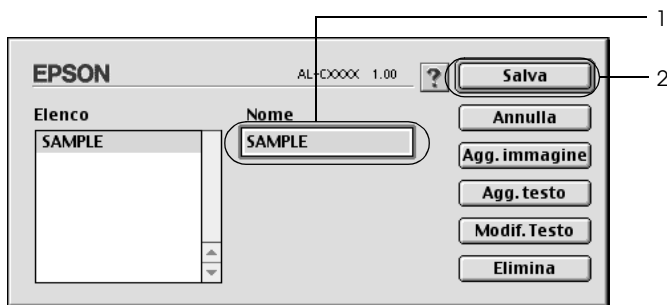 1
EPSON
AL-CXXXX 1.00
?
Salva
2
Elenco
Nome
Annulla
SAMPLE
SAMPLE
Agg. immagine
Agg. testo
Modif. Testo
Elimina